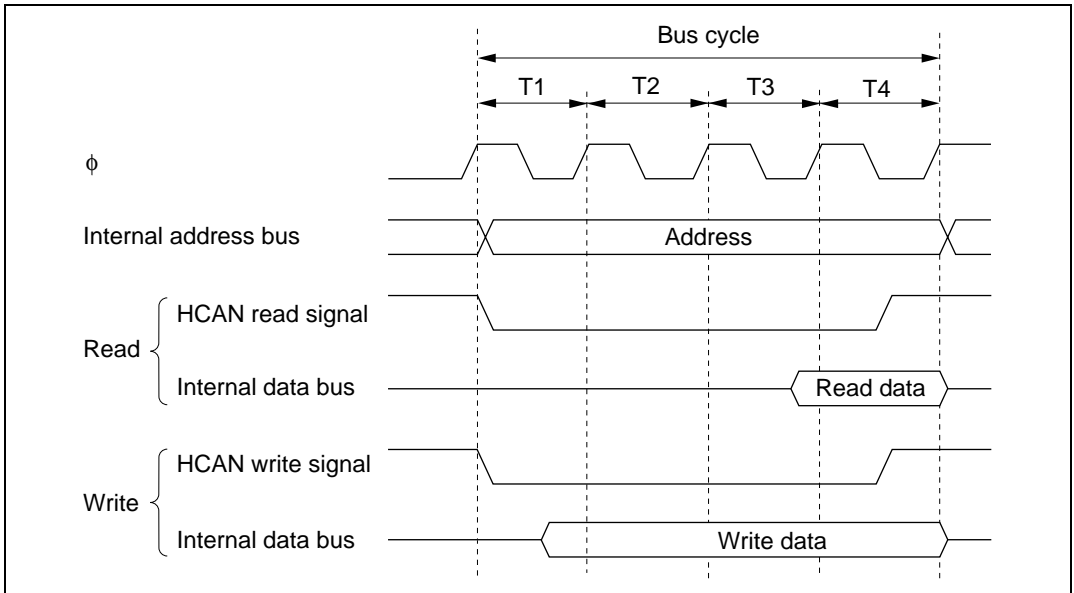 Bus cycle
T1 T2 T3 T4
ϕ
Internal address bus Address
HCAN read signal
Read
Internal data bus Read data
HCAN write signal
Write
Internal data bus Write data